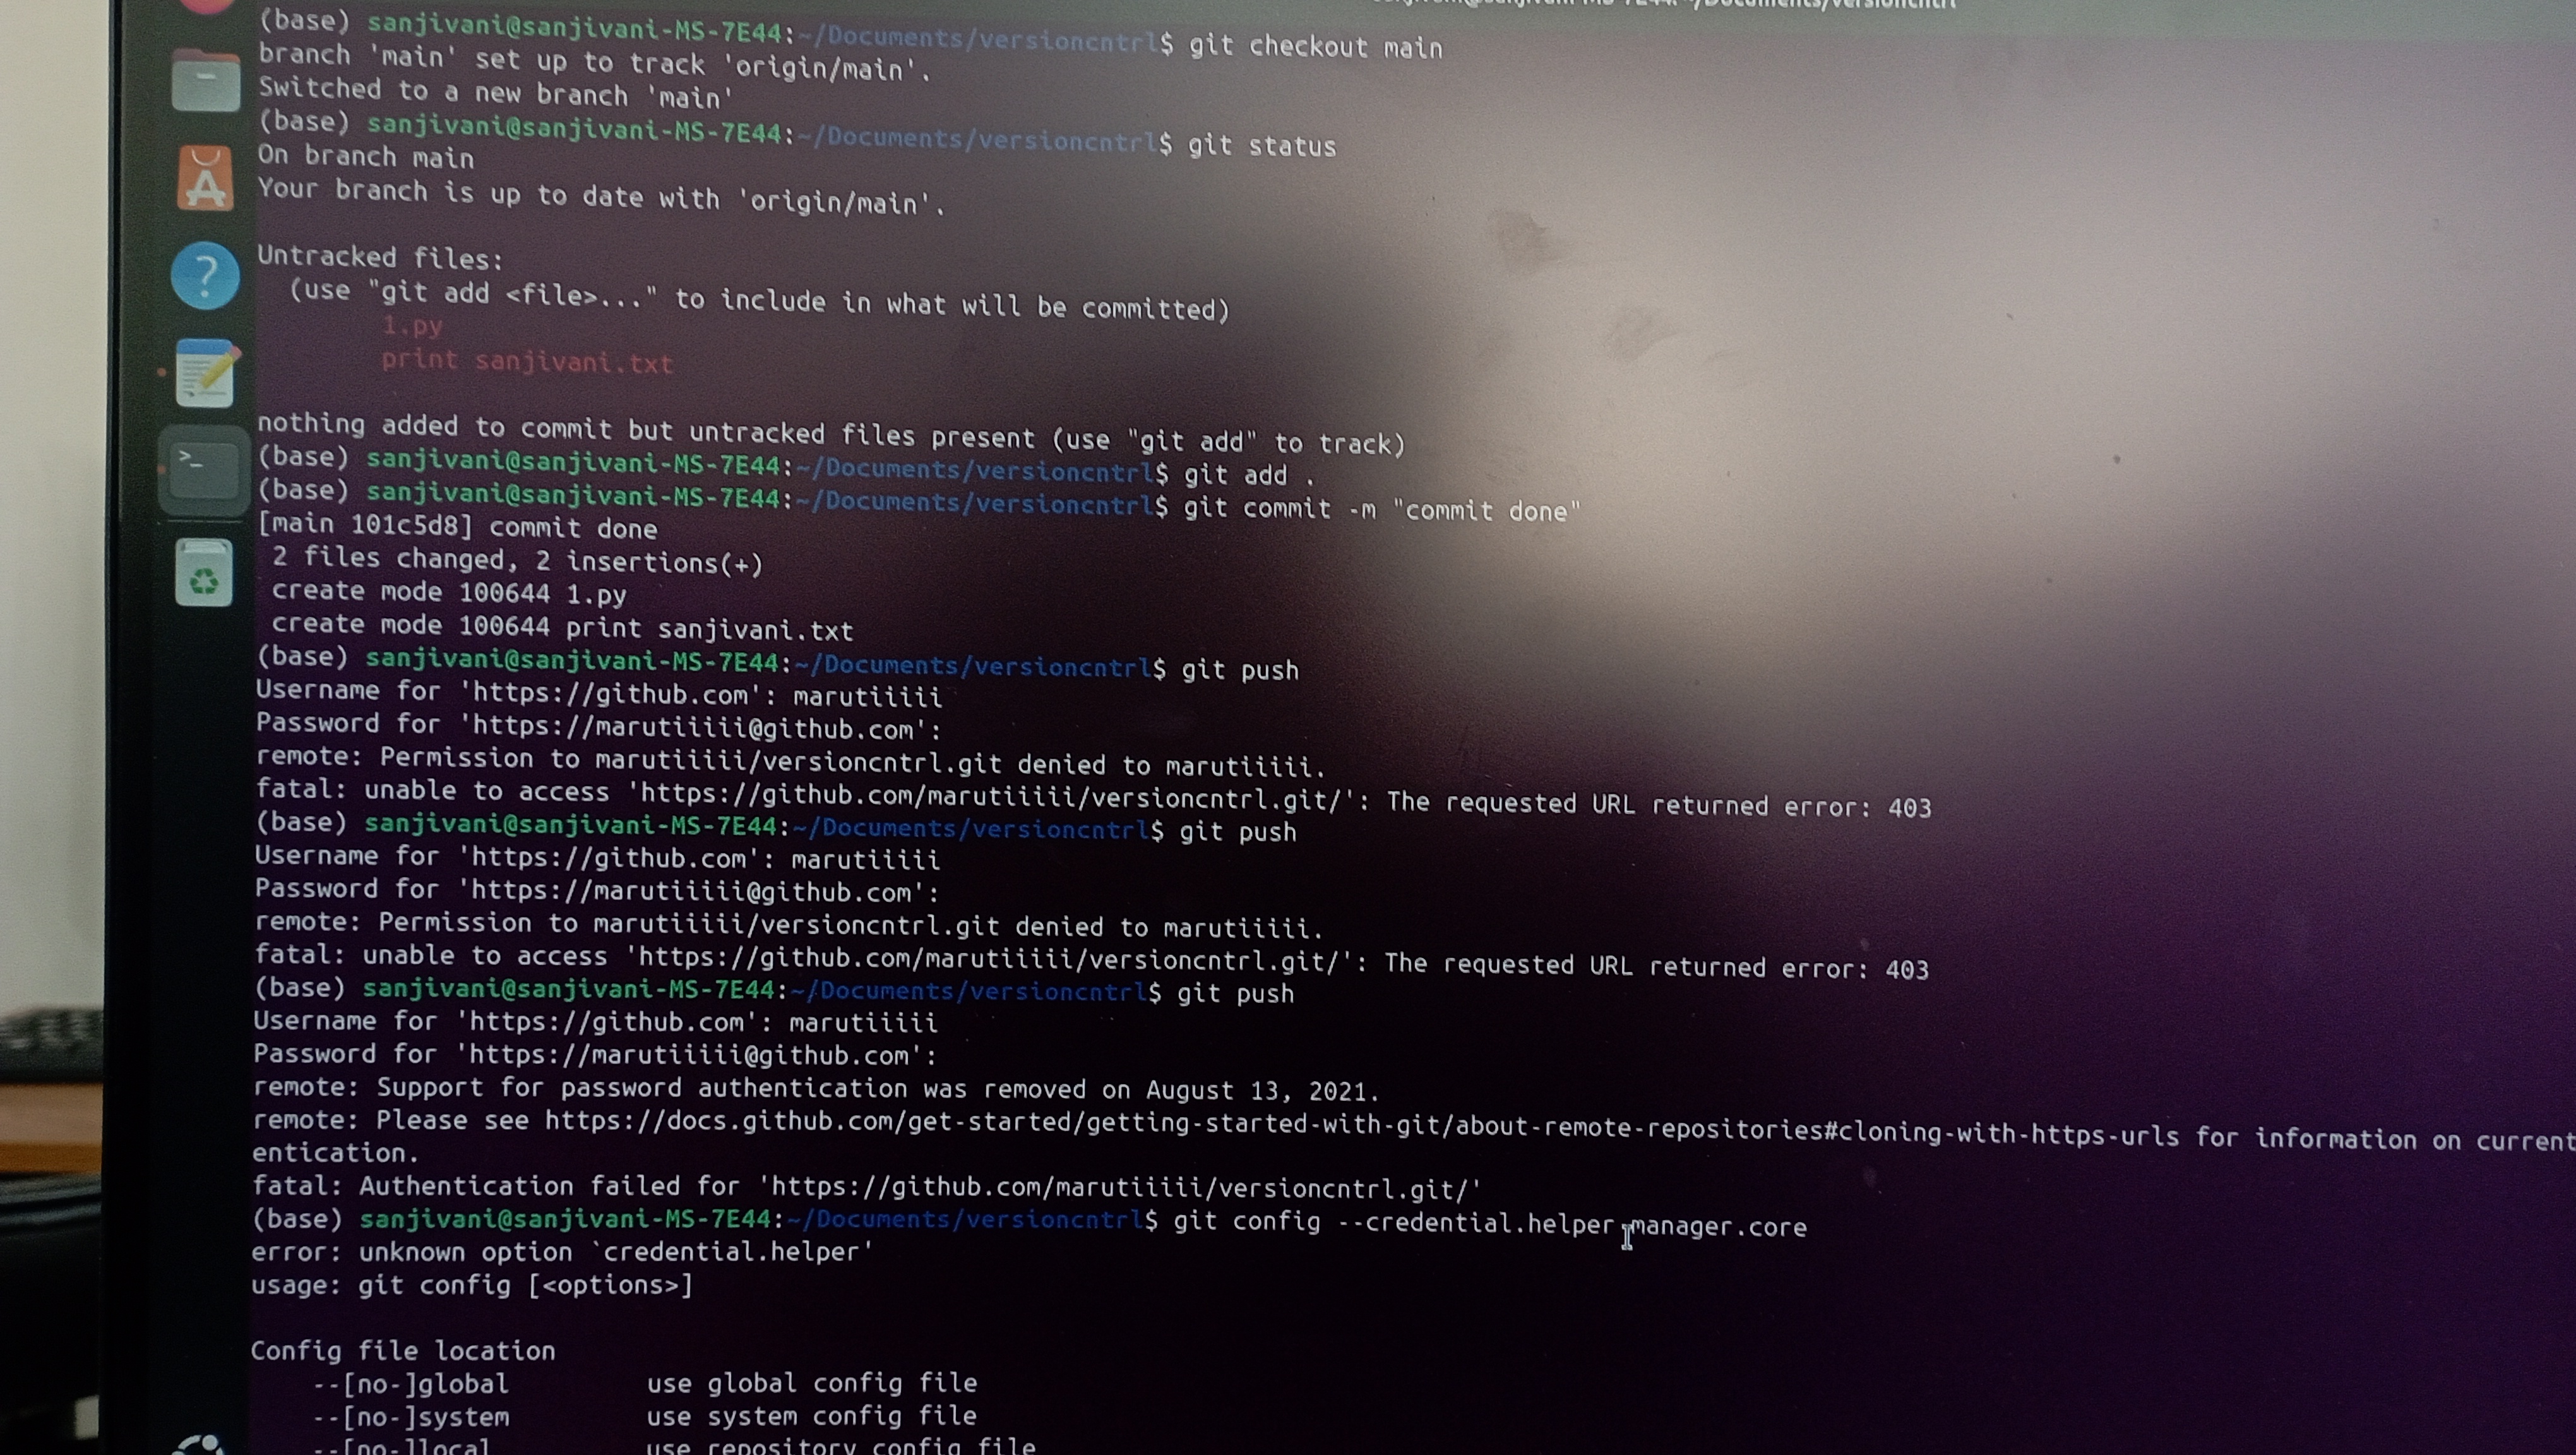 (base) sanjivani@sanjivani-MS-7E44:~/Documents/versioncntrl$ git checkout main
branch 'main' set up to track 'origin/main'.
Switched to a new branch 'main'
(base) sanjivani@sanjivani-MS-7E44:~/Documents/versioncntrl$ git status
On branch main
Your branch is up to date with 'origin/main'.
Untracked files:
(use "git add <file>..." to include in what will be committed)
1.py
print sanjivani.txt
nothing added to commit but untracked files present (use "git add" to track)
(base) sanjivani@sanjivani-MS-7E44:~/Documents/versioncntrl$ git add .
(base) sanjivani@sanjivani-MS-7E44:~/Documents/versioncntrl$ git commit -m "commit done"
[main 101c5d8] commit done
2 files changed, 2 insertions(+)
create mode 100644 1.py
create mode 100644 print sanjivani.txt
(base) sanjivani@sanjivani-MS-7E44:~/Documents/versioncntrl$ git push
Username for 'https://github.com': marutiiiii
Password for 'https://marutiiiii@github.com':
remote: Permission to marutiiiii/versioncntrl.git denied to marutiiiii.
fatal: unable to access 'https://github.com/marutiiiii/versioncntrl.git/': The requested URL returned error: 403
(base) sanjivani@sanjivani-MS-7E44:~/Documents/versioncntrl$ git push
Username for 'https://github.com': marutiiiii
Password for 'https://marutiiiii@github.com':
remote: Permission to marutiiiii/versioncntrl.git denied to marutiiiii.
fatal: unable to access 'https://github.com/marutiiiii/versioncntrl.git/': The requested URL returned error: 403
(base) sanjivani@sanjivani-MS-7E44:~/Documents/versioncntrl$ git push
Username for 'https://github.com': marutiiiii
Password for 'https://marutiiiii@github.com':
remote: Support for password authentication was removed on August 13, 2021.
remote: Please see https://docs.github.com/get-started/getting-started-with-git/about-remote-repositories#cloning-with-https-urls for information on current
entication.
fatal: Authentication failed for 'https://github.com/marutiiiii/versioncntrl.git/'
(base) sanjivani@sanjivani-MS-7E44:~/Documents/versioncntrl$ git config --credential.helper manager.core
error: unknown option `credential.helper'
usage: git config [<options>]
Config file location
--[no-]global use global config file
--[no-]system use system config file
--[no-]local use repository config file